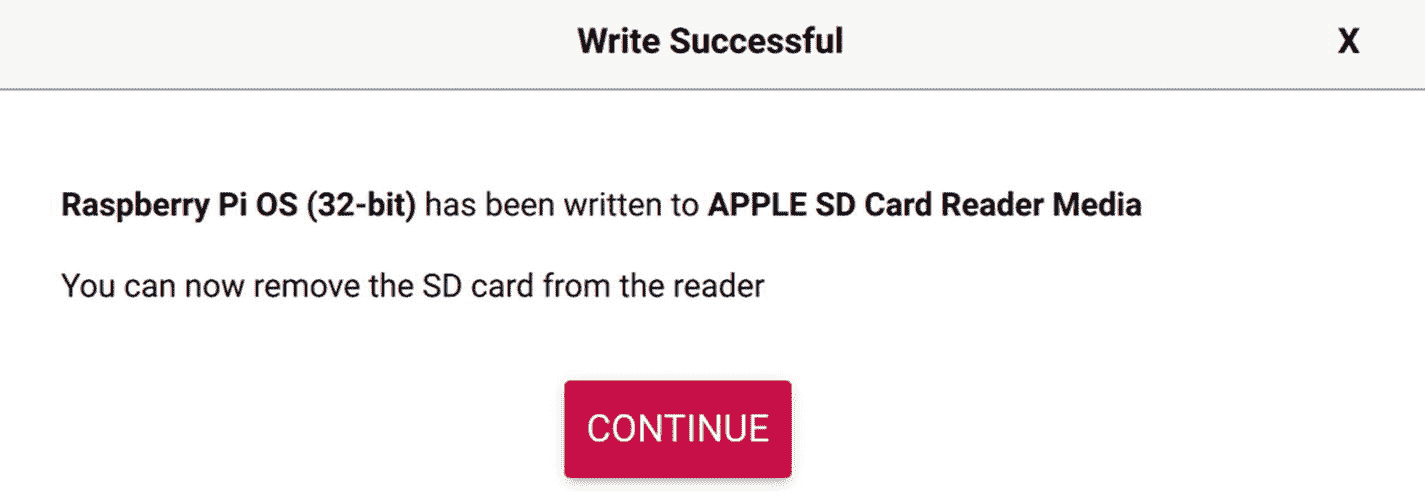 Write Successful X
Raspberry Pi OS (32-bit) has been written to APPLE SD Card Reader Media
You can now remove the SD card from the reader
CONTINUE